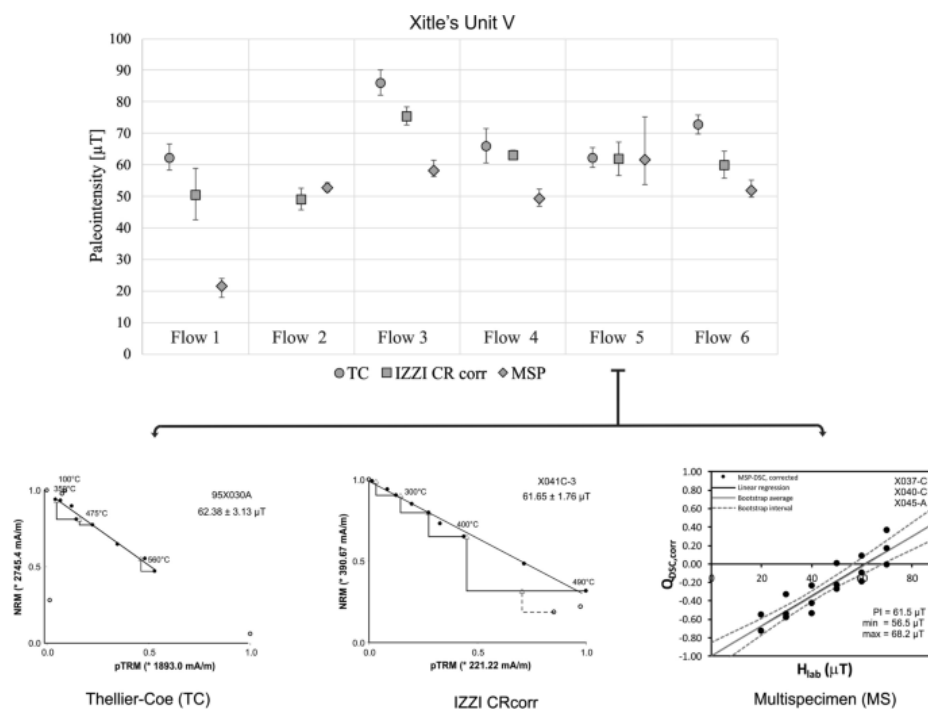 Xitle's Unit V
Paleointensity [µT]
100
90
80
70
60
50
40
30
20
10
0
Flow 1 Flow 2 Flow 3 Flow 4 Flow 5 Flow 6
TC IZZI CR corr MSP
NRM (* 2745.4 mA/m)
1.0
0.5
0.0
100°C
350°C
475°C
560°C
95X030A
62.38 ± 3.13 µT
0.0 0.5 1.0
pTRM (* 1893.0 mA/m)
Thellier-Coe (TC)
NRM (* 390.67 mA/m)
1.0
0.5
0.0
300°C
400°C
490°C
X041C-3
61.65 ± 1.76 µT
0.0 0.5 1.0
pTRM (* 221.22 mA/m)
IZZI CRcorr
QDSC,corr
1.00
0.80
0.60
0.40
0.20
0.00
-0.20
-0.40
-0.60
-0.80
-1.00
MSP-DSC, corrected
Linear regression
Bootstrap average
Bootstrap interval
X037-C
X040-C
X045-A
0 20 40 60 80
PI = 61.5 µT
min = 56.5 µT
max = 68.2 µT
Hlab (µT)
Multispecimen (MS)